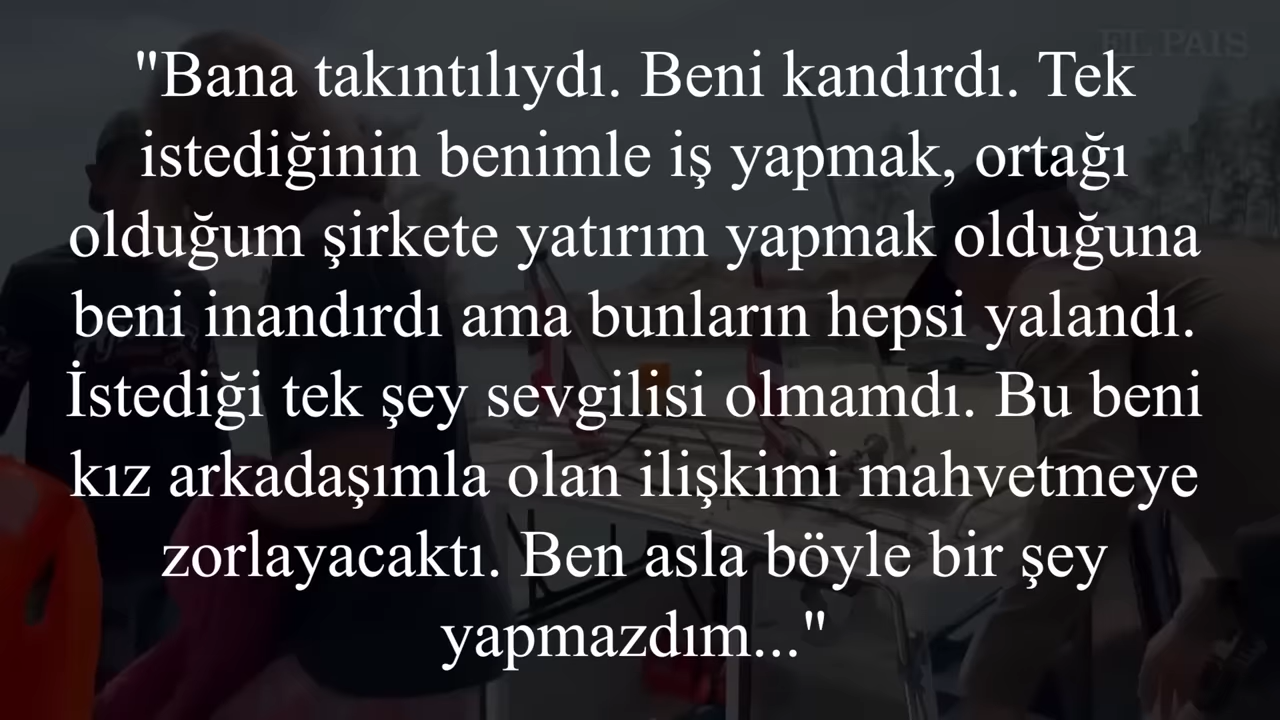 EL PAIS
"Bana takıntılıydı. Beni kandırdı. Tek
istediğinin benimle iş yapmak, ortağı
olduğum şirkete yatırım yapmak olduğuna
beni inandırdı ama bunların hepsi yalandı.
İstediği tek şey sevgilisi olmamdı. Bu beni
kız arkadaşımla olan ilişkimi mahvetmeye
zorlayacaktı. Ben asla böyle bir şey
yapmazdım..."